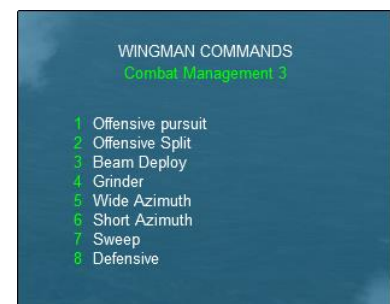 WINGMAN COMMANDS
Combat Management 3
1 Offensive pursuit
2 Offensive Split
3 Beam Deploy
4 Grinder
5 Wide Azimuth
6 Short Azimuth
7 Sweep
8 Defensive